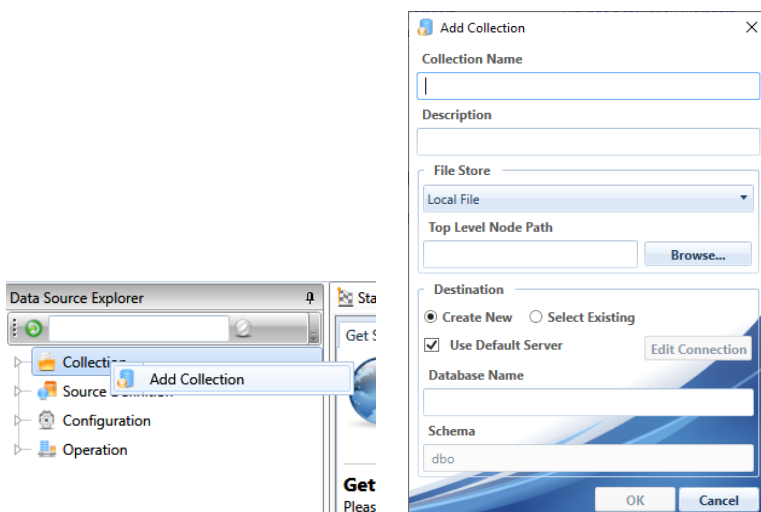 Data Source Explorer
Sta
Get S
Collection
Add Collection
Source Definition
Configuration
Operation
Get
Pleas
Add Collection
Collection Name
Description
File Store
Local File
Top Level Node Path
Browse...
Destination
Create New
Select Existing
Use Default Server
Edit Connection
Database Name
Schema
dbo
OK
Cancel